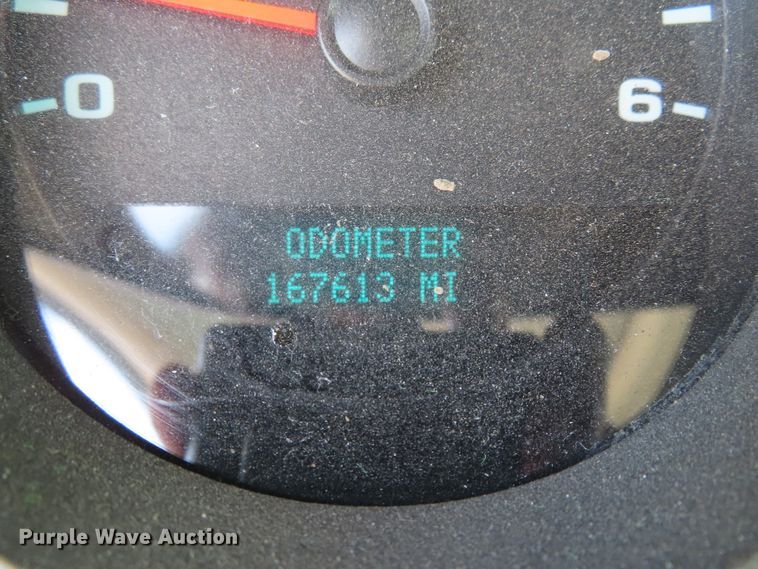 0 6
ODOMETER
167613 MI
Purple Wave Auction